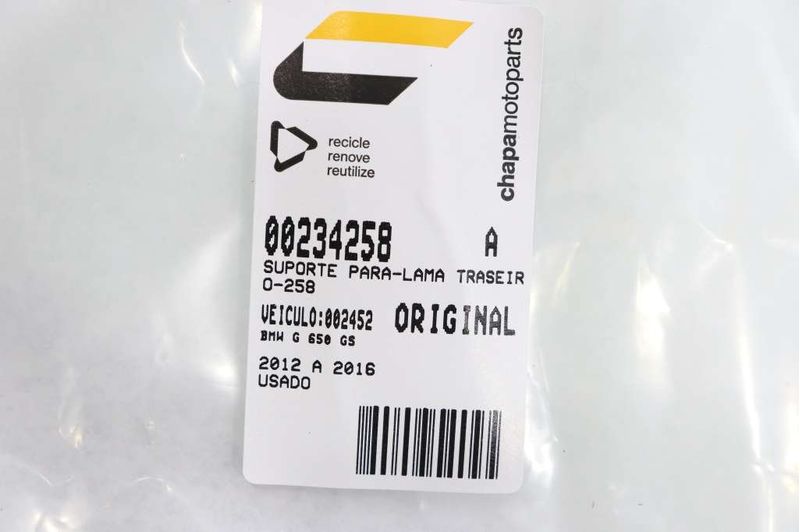 chapamotoparts
recicle
renove
reutilize
00234258 A
SUPORTE PARA-LAMA TRASEIR
O-258
VEICULO:002452 ORIGINAL
BMW G 650 GS
2012 A 2016
USADO